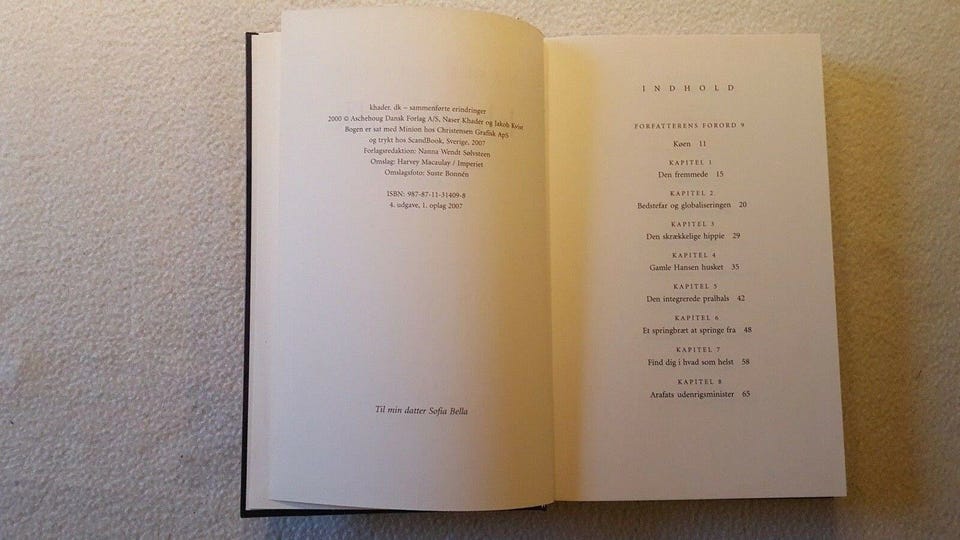 khader. dk – sammenførte erindringer
2000 © Aschehoug Dansk Forlag A/S, Naser Khader og Jakob Kvist
Bogen er sat med Minion hos Christensen Grafisk ApS
og trykt hos ScandBook, Sverige, 2007
Forlagsredaktion: Nanna Wendt Sølvsteen
Omslag: Harvey Macaulay / Imperiet
Omslagsfoto: Suste Bonnén
ISBN: 987-87-11-31409-8
4. udgave, 1. oplag 2007
Til min datter Sofia Bella
INDHOLD
FORFATTERENS FORORD 9
Køen 11
KAPITEL 1
Den fremmede 15
KAPITEL 2
Bedstefar og globaliseringen 20
KAPITEL 3
Den skrækkelige hippie 29
KAPITEL 4
Gamle Hansen husket 35
KAPITEL 5
Den integrerede pralhals 42
KAPITEL 6
Et springbræt at springe fra 48
KAPITEL 7
Find dig i hvad som helst 58
KAPITEL 8
Arafats udenrigsminister 65